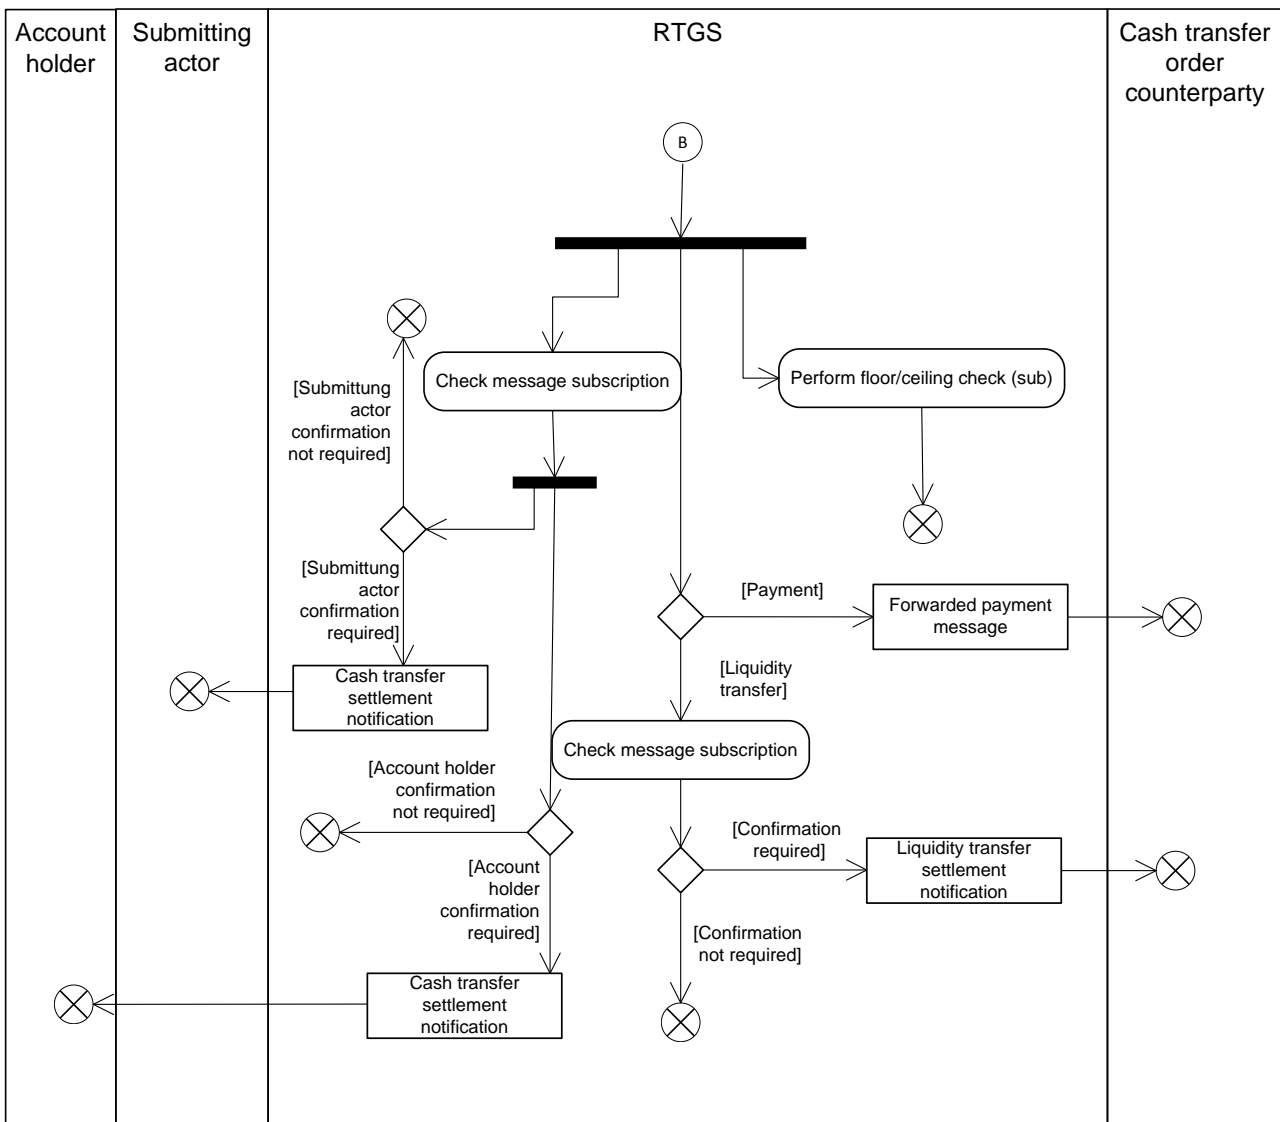 Account
holder
Submitting
actor
RTGS
Cash transfer
order
counterparty
B
Check message subscription
Perform floor/ceiling check (sub)
[Submittung
actor
confirmation
not required]
[Submittung
actor
confirmation
required]
[Payment]
Forwarded payment
message
Cash transfer
settlement
notification
[Liquidity
transfer]
Check message subscription
[Account holder
confirmation
not required]
[Confirmation
required]
Liquidity transfer
settlement
notification
[Account
holder
confirmation
required]
[Confirmation
not required]
Cash transfer
settlement
notification